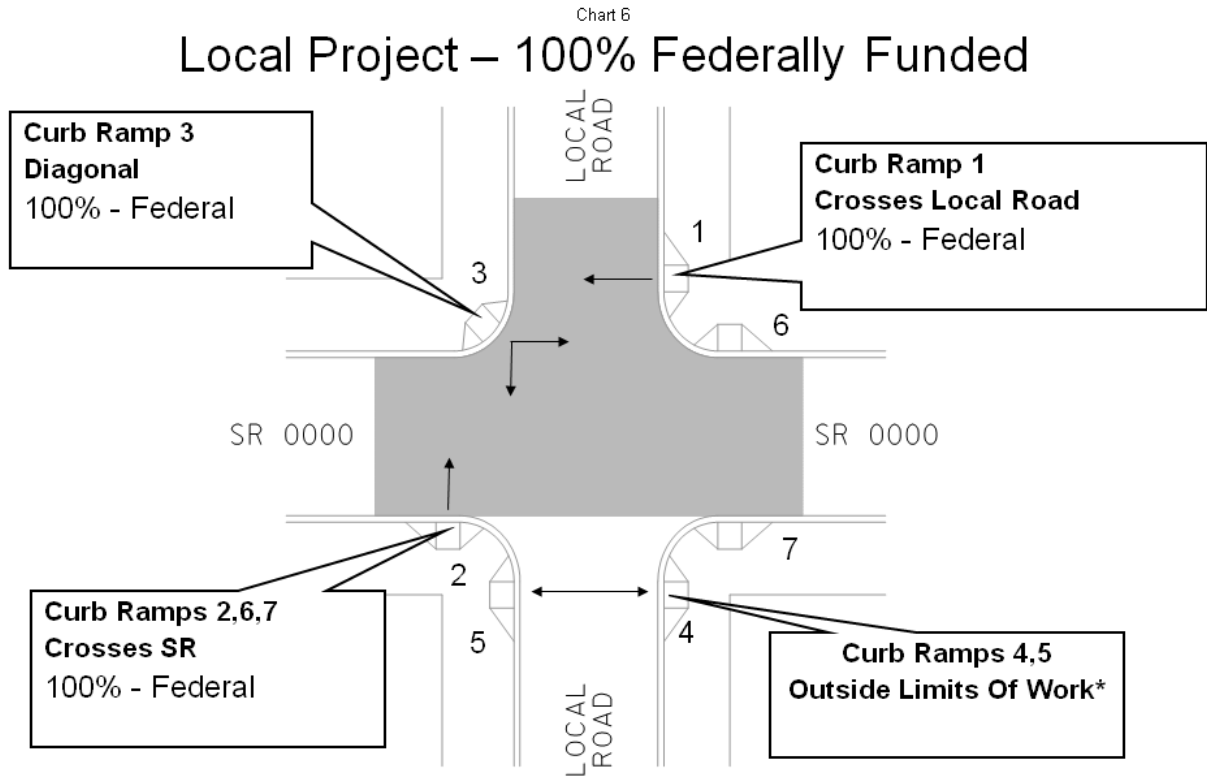 Chart 6
Local Project – 100% Federally Funded
Curb Ramp 3
Diagonal
100% - Federal
LOCAL
ROAD
Curb Ramp 1
Crosses Local Road
100% - Federal
1
3
6
SR 0000
SR 0000
2
7
5
4
Curb Ramps 2,6,7
Crosses SR
100% - Federal
Curb Ramps 4,5
Outside Limits Of Work*
LOCAL
ROAD